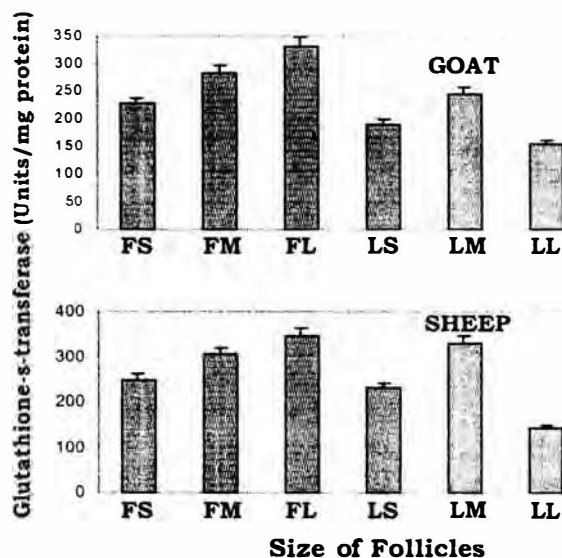 Glutathione-s-transferase (Units/mg protein)
350
300
250
200
150
100
50
0
GOAT
FS FM FL LS LM LL
400
300
200
100
0
SHEEP
FS FM FL LS LM LL
Size of Follicles